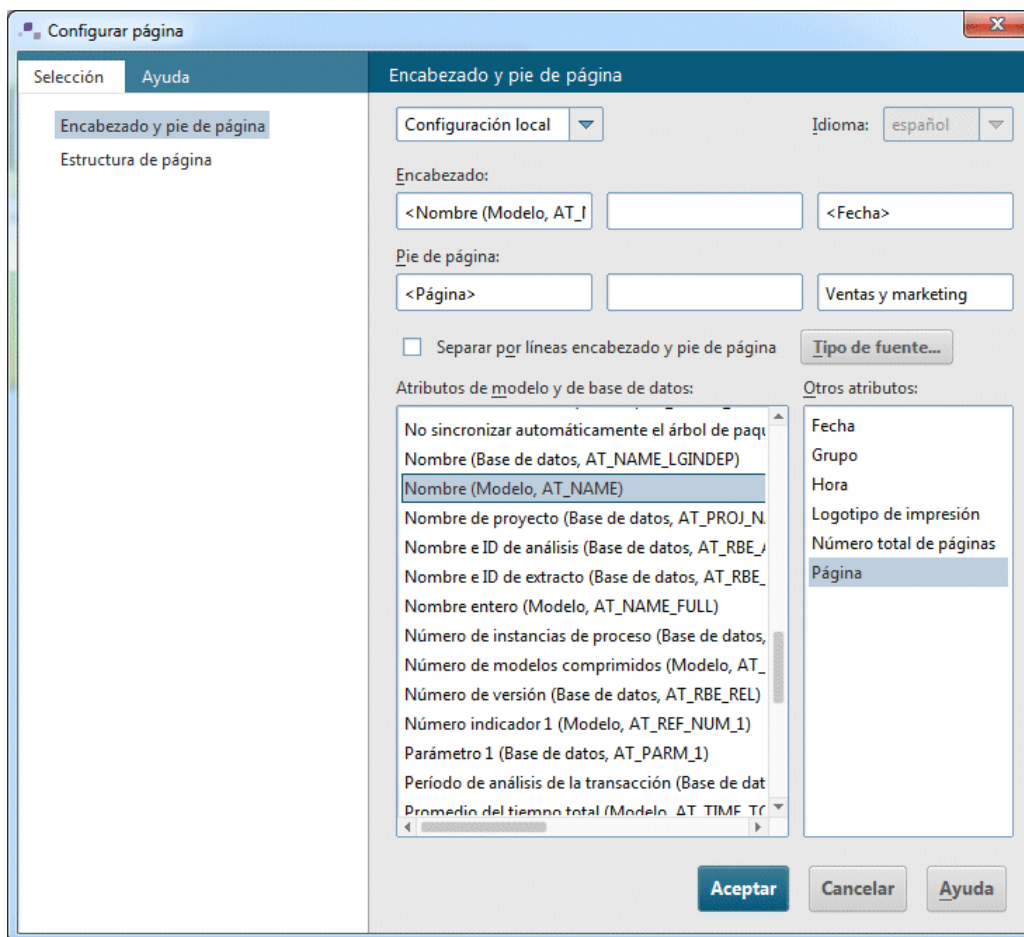 Configurar página
Selección
Ayuda
Encabezado y pie de página
Encabezado y pie de página
Estructura de página
Configuración local
Idioma:
español
Encabezado:
<Nombre (Modelo, AT_
<Fecha>
Pie de página:
<Página>
Ventas y marketing
Separar por líneas encabezado y pie de página
Tipo de fuente...
Atributos de modelo y de base de datos:
Otros atributos:
No sincronizar automáticamente el árbol de paqu
Nombre (Base de datos, AT_NAME_LGINDEP)
Nombre (Modelo, AT_NAME)
Nombre de proyecto (Base de datos, AT_PROJ_N
Nombre e ID de análisis (Base de datos, AT_RBE_
Nombre e ID de extracto (Base de datos, AT_RBE_
Nombre entero (Modelo, AT_NAME_FULL)
Número de instancias de proceso (Base de datos,
Número de modelos comprimidos (Modelo, AT_
Número de versión (Base de datos, AT_RBE_REL)
Número indicador 1 (Modelo, AT_REF_NUM_1)
Parámetro 1 (Base de datos, AT_PARM_1)
Período de análisis de la transacción (Base de dat
Promedio del tiempo total (Modelo, AT_TIME_TO
Fecha
Grupo
Hora
Logotipo de impresión
Número total de páginas
Página
Aceptar
Cancelar
Ayuda